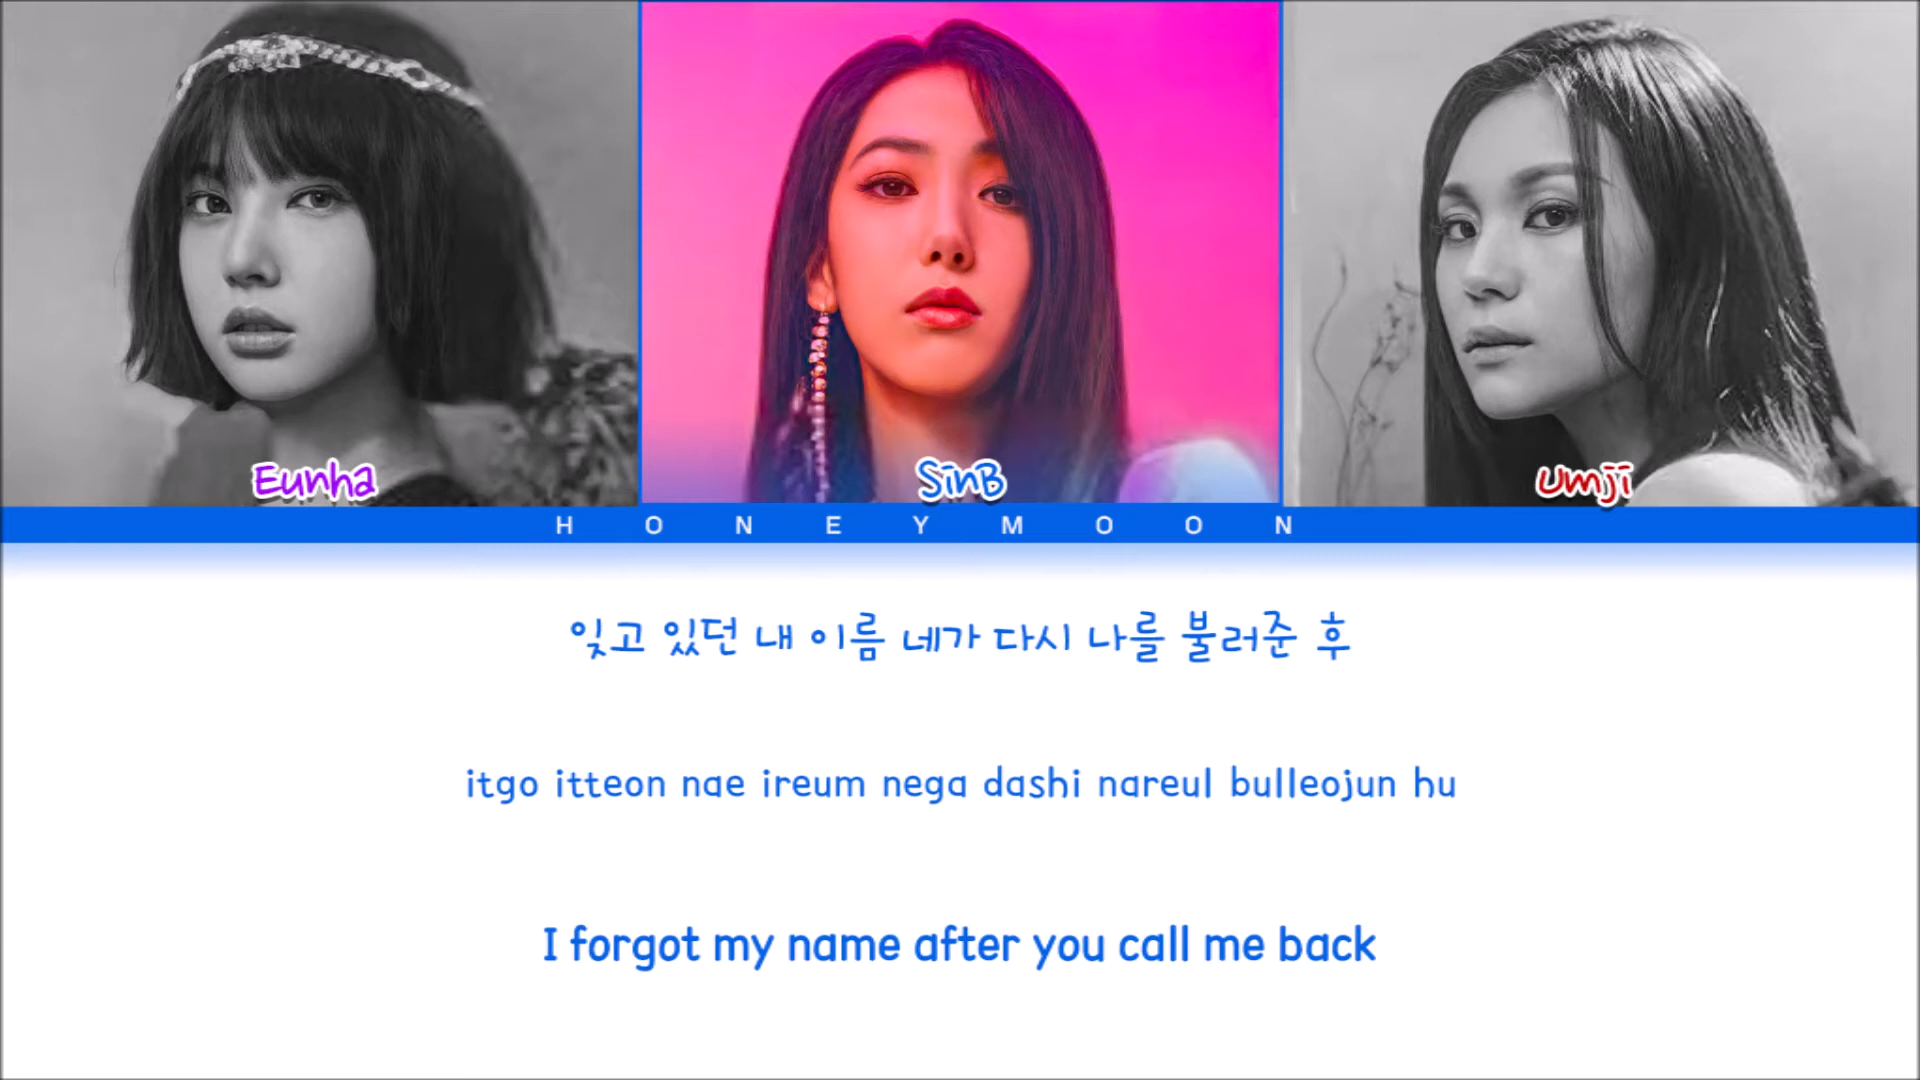 Eunha
SinB
Umji
HONEYMOON
잊고 있던 내 이름 네가 다시 나를 불러준 후
itgo itteon nae ireum nega dashi nareul bulleojun hu
I forgot my name after you call me back